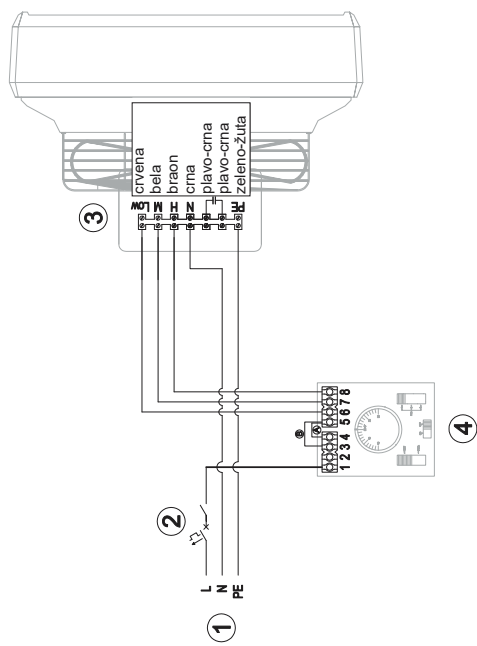 crvena
bela
braon
crna
plavo-crna
plavo-crna
zeleno-žuta
Low
M
H
N
PE
3
B
A
1 2 3 4 5 6 7 8
4
2
L
N
PE
1